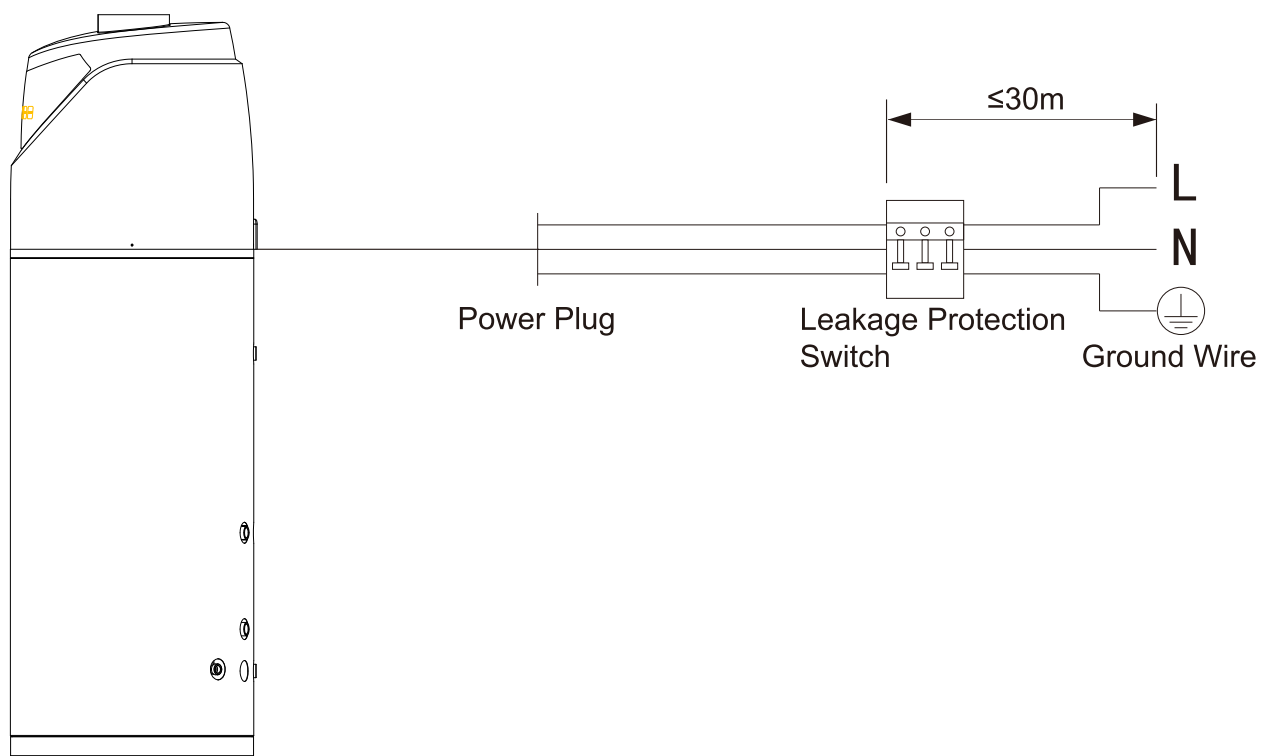 ≤30m
L
N
Power Plug
Leakage Protection
Switch
Ground Wire